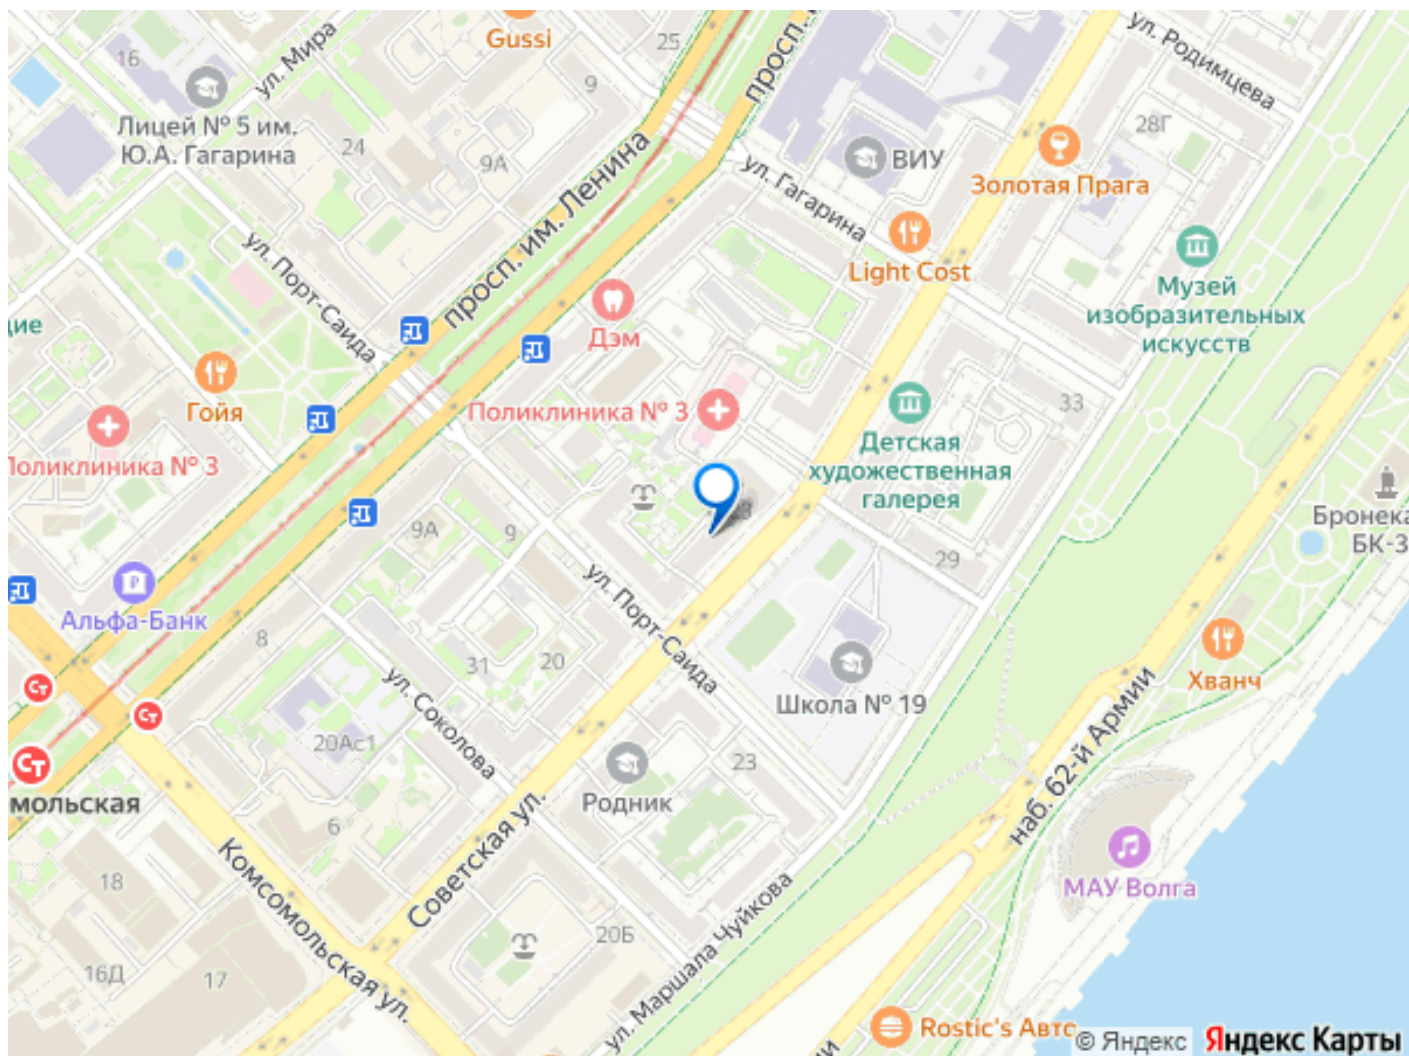 Gussi
25
16
ул. Мира
просп.
ул. Родимцева
9
Лицей № 5 им.
Ю.А. Гагарина
24
9А
просп. им. Ленина
28Г
ВИУ
Золотая Прага
ул. Гагарина
Light Cost
ул. Порт-Саида
Музей
изобразительных
искусств
Дэм
Гойя
Поликлиника № 3
33
Детская
художественная
галерея
Поликлиника № 3
9А
9
29
Альфа-Банк
8
ул. Порт-Саида
31
20
Хванч
Школа № 19
ул. Соколова
20Ас1
23
Родник
наб. 62-й Армии
мольская
6
Комсомольская ул.
Советская ул.
18
МАУ Волга
20Б
ул. Маршала Чуйкова
16Д
17
Rostic's Авто
© Яндекс Яндекс Карты